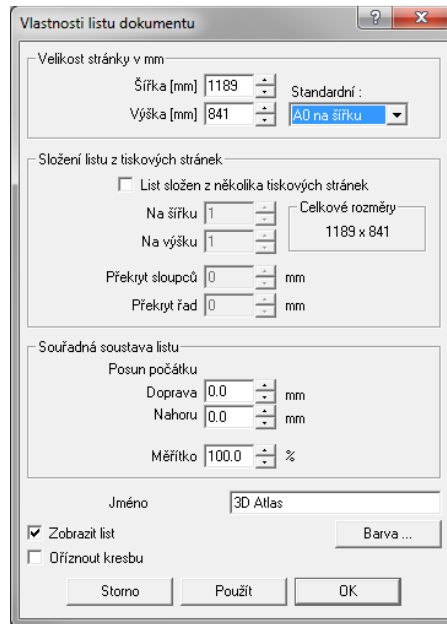 Vlastnosti listu dokumentu
Velikost stránky v mm
Šířka [mm] 1189
Standardní :
Výška [mm] 841
A0 na šířku
Složení listu z tiskových stránek
List složen z několika tiskových stránek
Na šířku 1
Celkové rozměry
Na výšku 1
1189 x 841
Překryt sloupců 0 mm
Překryt řad 0 mm
Souřadná soustava listu
Posun počátku
Doprava 0.0 mm
Nahoru 0.0 mm
Měřítko 100.0 %
Jméno 3D Atlas
Zobrazit list
Barva ...
Oříznout kresbu
Storno Použít OK